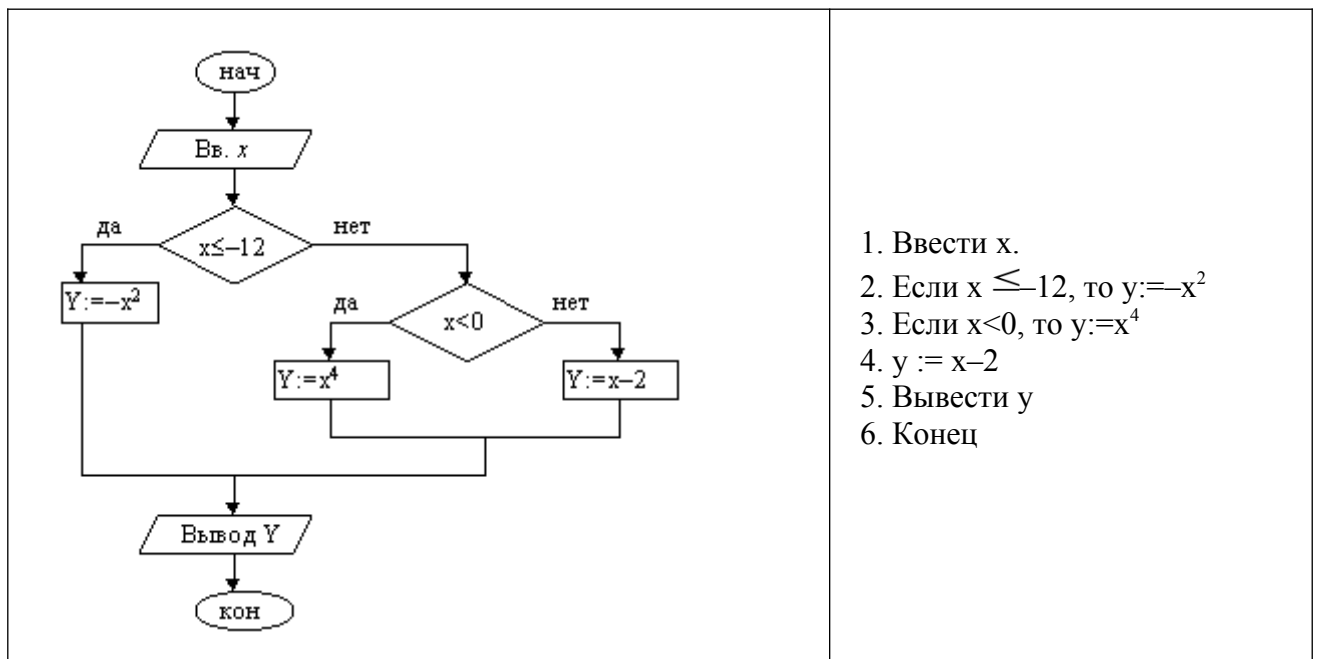 нач
Вв. x
да
нет
x≤–12
Y:=–x²
да
нет
x<0
Y:=x⁴
Y:=x–2
Вывод Y
кон
1. Ввести x.
2. Если x ≤–12, то y:=–x²
3. Если x<0, то y:=x⁴
4. y := x–2
5. Вывести y
6. Конец